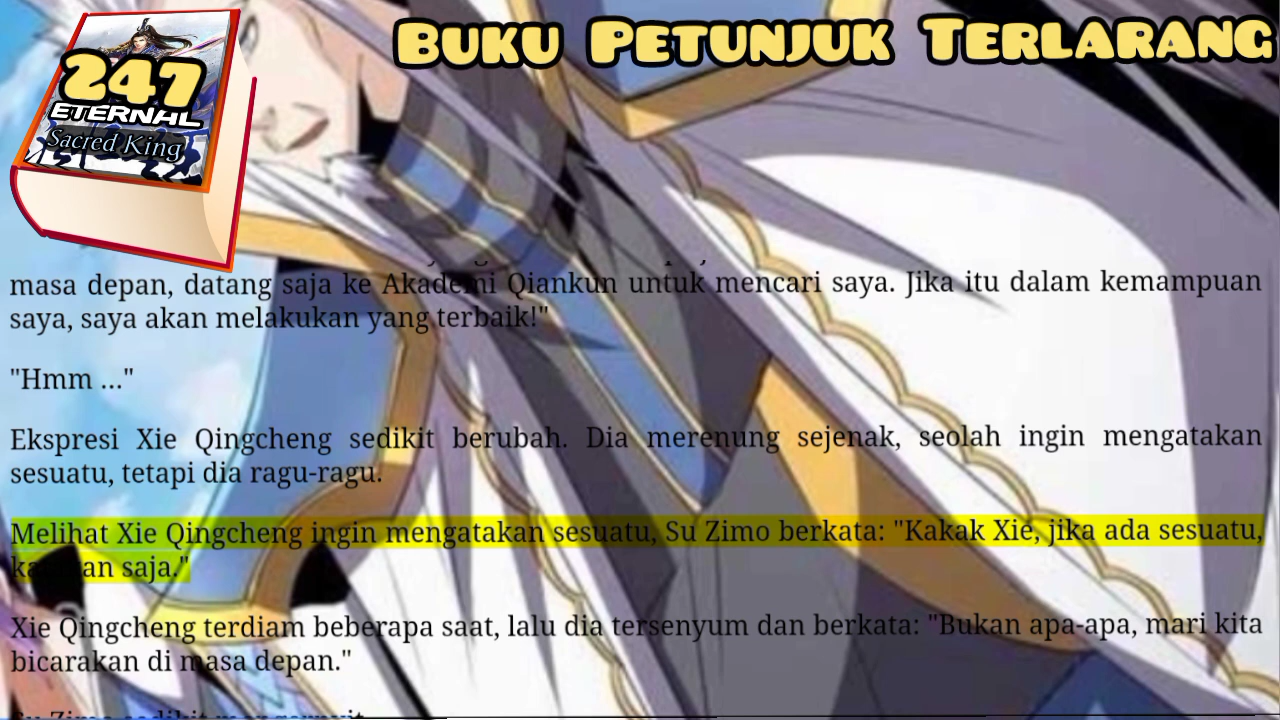 BUKU PETUNJUK TERLARANG
247
ETERNAL
Sacred King
masa depan, datang saja ke Akademi Qiankun untuk mencari saya. Jika itu dalam kemampuan
saya, saya akan melakukan yang terbaik!"
"Hmm ..."
Ekspresi Xie Qingcheng sedikit berubah. Dia merenung sejenak, seolah ingin mengatakan
sesuatu, tetapi dia ragu-ragu.
Melihat Xie Qingcheng ingin mengatakan sesuatu, Su Zimo berkata: "Kakak Xie, jika ada sesuatu,
katakan saja."
Xie Qingcheng terdiam beberapa saat, lalu dia tersenyum dan berkata: "Bukan apa-apa, mari kita
bicarakan di masa depan."
Su Zimo sedikit